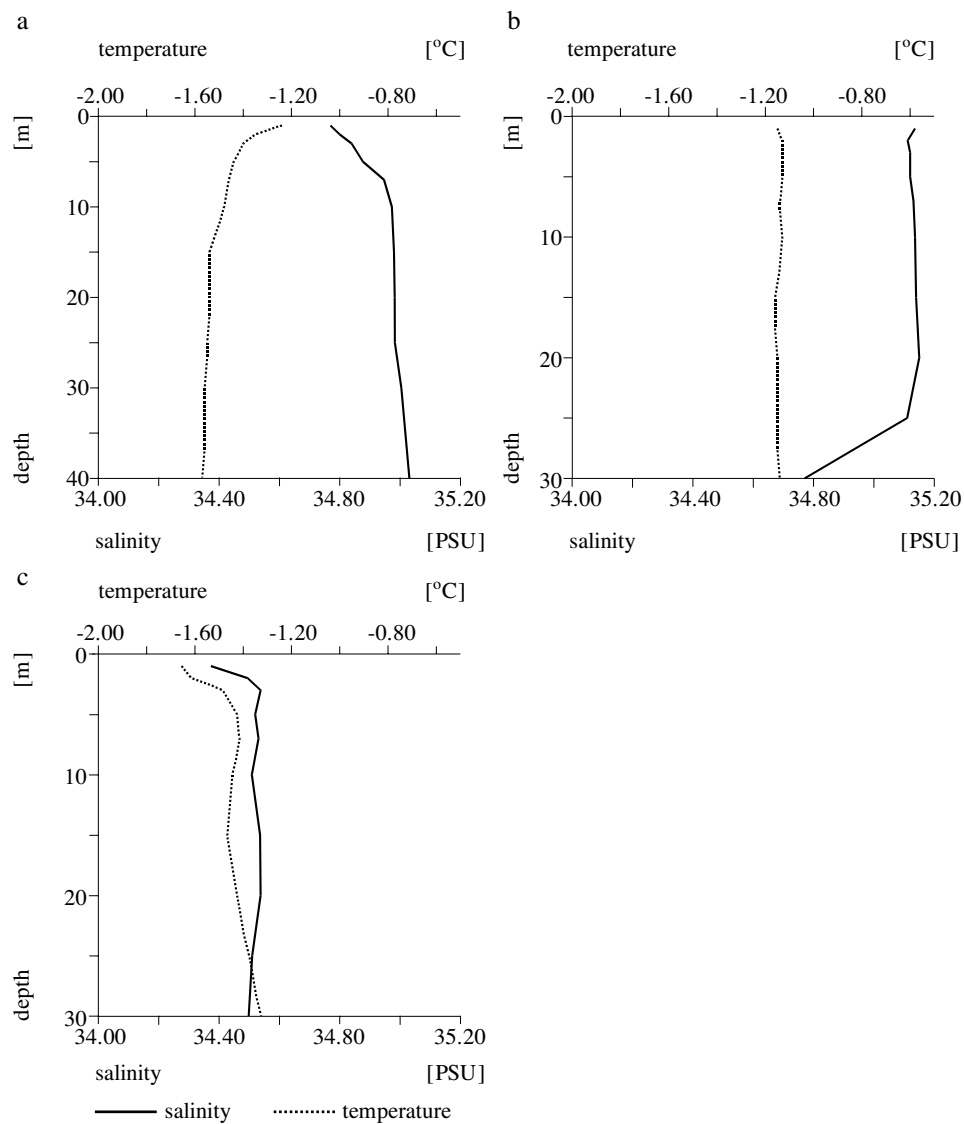 a
temperature [°C]
-2.00 -1.60 -1.20 -0.80
0
[m]
10
20
30
depth
40
34.00 34.40 34.80 35.20
salinity [PSU]
b
temperature [°C]
-2.00 -1.60 -1.20 -0.80
0
[m]
10
20
depth
30
34.00 34.40 34.80 35.20
salinity [PSU]
c
temperature [°C]
-2.00 -1.60 -1.20 -0.80
0
[m]
10
20
depth
30
34.00 34.40 34.80 35.20
salinity [PSU]
salinity temperature